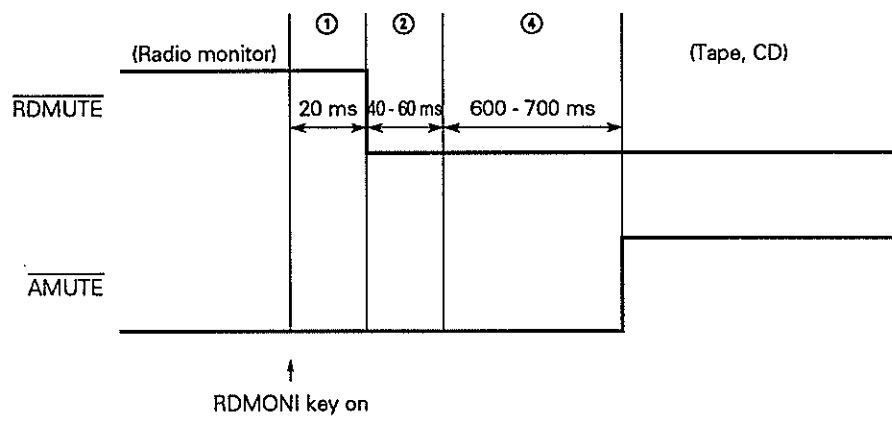 ① ② ④
(Radio monitor) (Tape, CD)
RDMUTE 20 ms 40 - 60 ms 600 - 700 ms
AMUTE
RDMONI key on